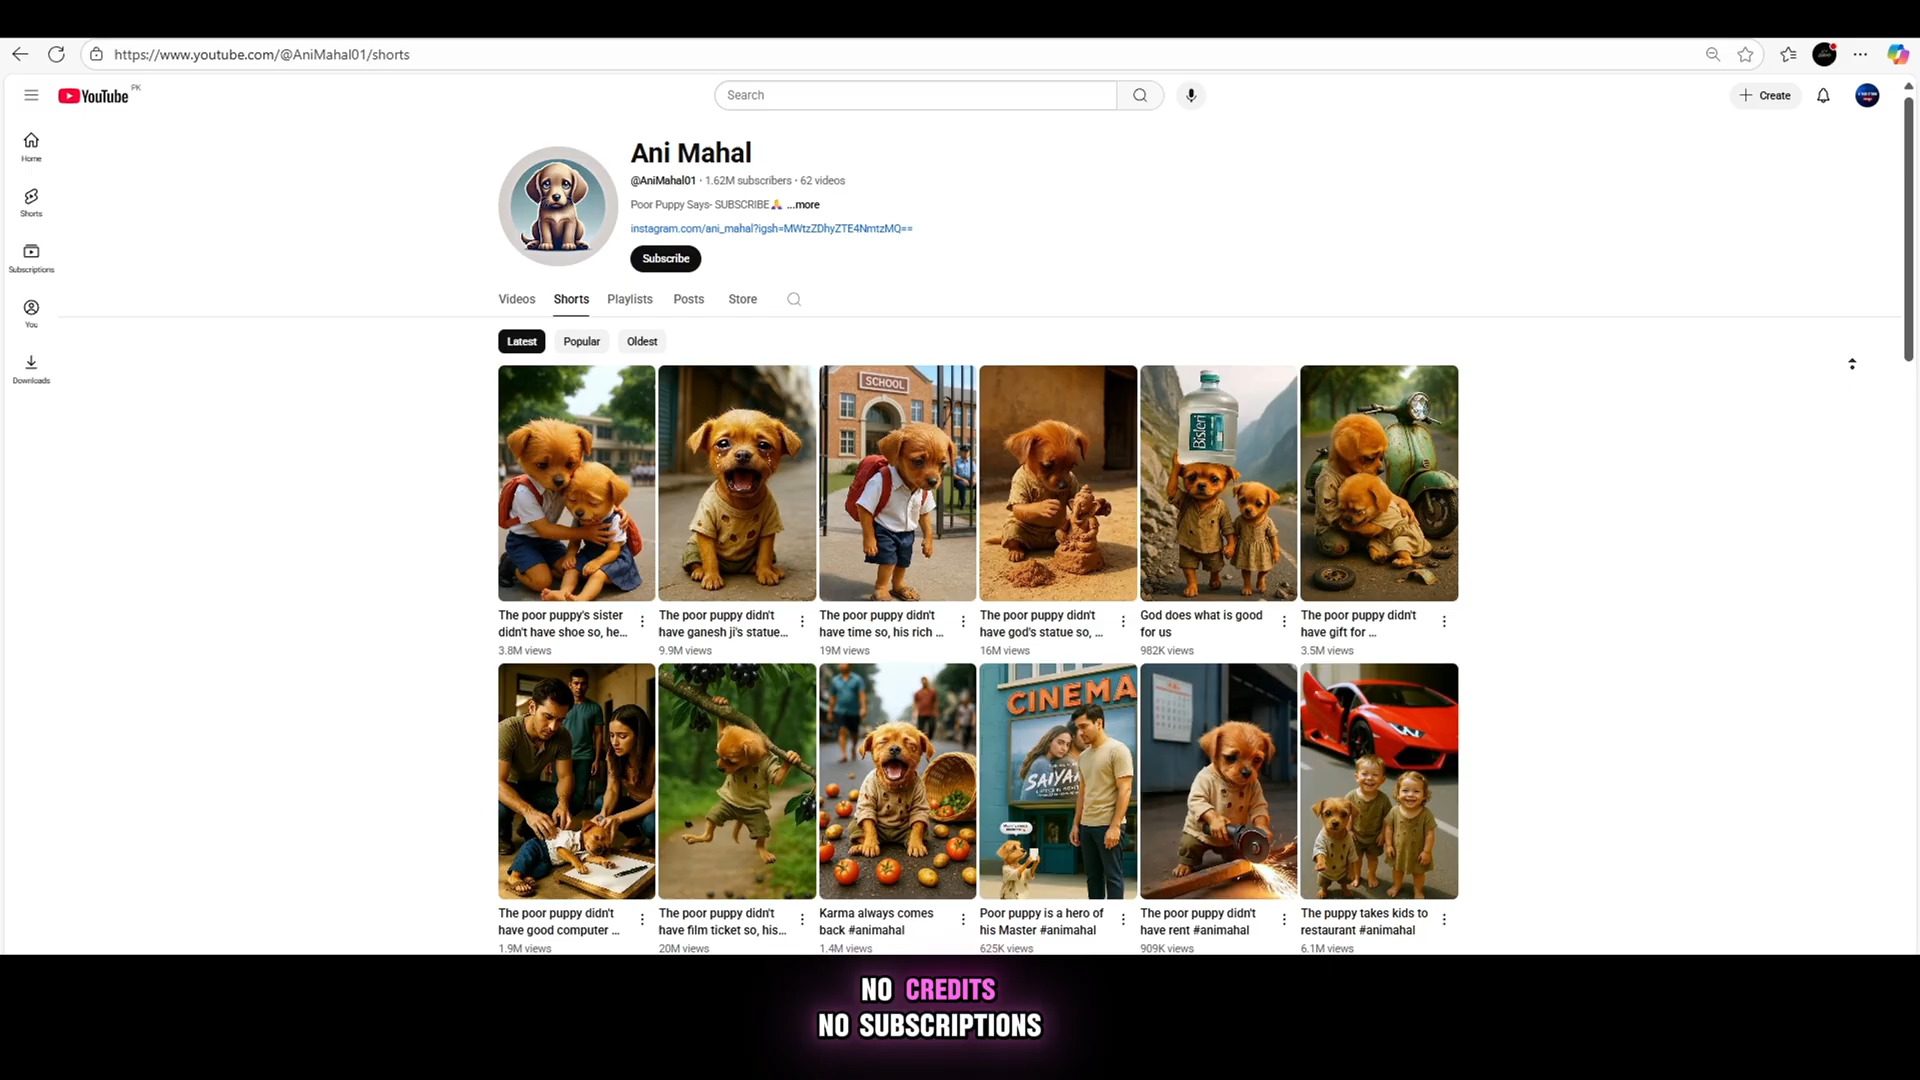 https://www.youtube.com/@AniMahal01/shorts
YouTube PK
Search
Create
Home
Shorts
Subscriptions
You
Downloads
Ani Mahal
@AniMahal01 · 1.62M subscribers · 62 videos
Poor Puppy Says- SUBSCRIBE🙏 ...more
instagram.com/ani_mahal?igsh=MWtzZDhyZTE4NmtzMQ==
Subscribe
Videos Shorts Playlists Posts Store
Latest Popular Oldest
SCHOOL
Bisleri
The poor puppy's sister
didn't have shoe so, he...
3.8M views
The poor puppy didn't
have ganesh ji's statue...
9.9M views
The poor puppy didn't
have time so, his rich ...
19M views
The poor puppy didn't
have god's statue so, ...
16M views
God does what is good
for us
982K views
The poor puppy didn't
have gift for ...
3.5M views
CINEMA
SAIYA
The poor puppy didn't
have good computer ...
1.9M views
The poor puppy didn't
have film ticket so, his...
20M views
Karma always comes
back #animahal
1.4M views
Poor puppy is a hero of
his Master #animahal
625K views
The poor puppy didn't
have rent #animahal
909K views
The puppy takes kids to
restaurant #animahal
6.1M views
NO CREDITS
NO SUBSCRIPTIONS